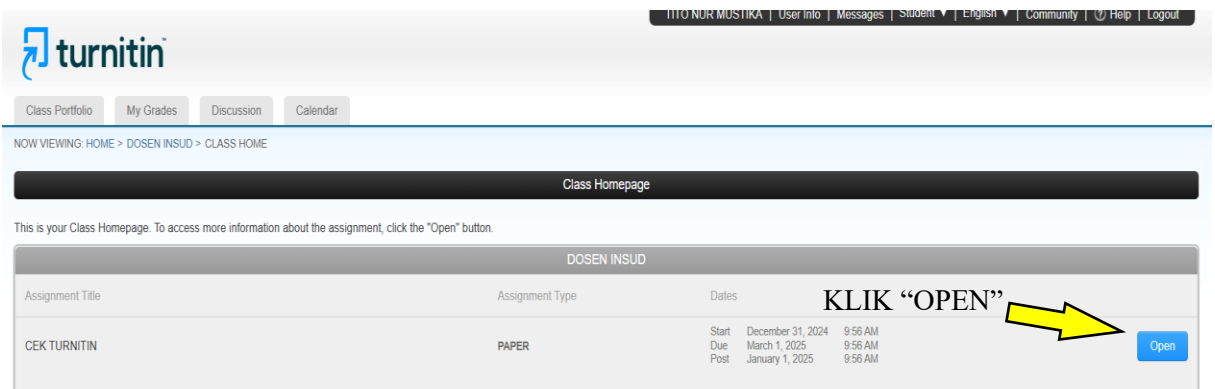 TITO NUR MUSTIKA | User Info | Messages | Student ▼ | English ▼ | Community | ? Help | Logout
turnitin
Class Portfolio My Grades Discussion Calendar
NOW VIEWING: HOME > DOSEN INSUD > CLASS HOME
Class Homepage
This is your Class Homepage. To access more information about the assignment, click the "Open" button.
DOSEN INSUD
Assignment Title Assignment Type Dates
KLIK “OPEN”
Start December 31, 2024 9:56 AM
CEK TURNITIN PAPER Due March 1, 2025 9:56 AM Open
Post January 1, 2025 9:56 AM